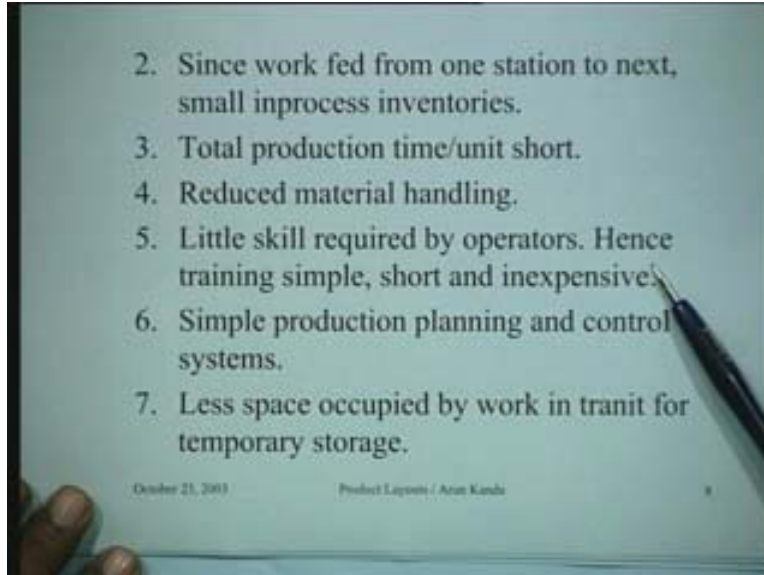 2. Since work fed from one station to next,
small inprocess inventories.
3. Total production time/unit short.
4. Reduced material handling.
5. Little skill required by operators. Hence
training simple, short and inexpensive.
6. Simple production planning and control
systems.
7. Less space occupied by work in tranit for
temporary storage.
October 23, 2003 Product Layouts / Arun Kanda